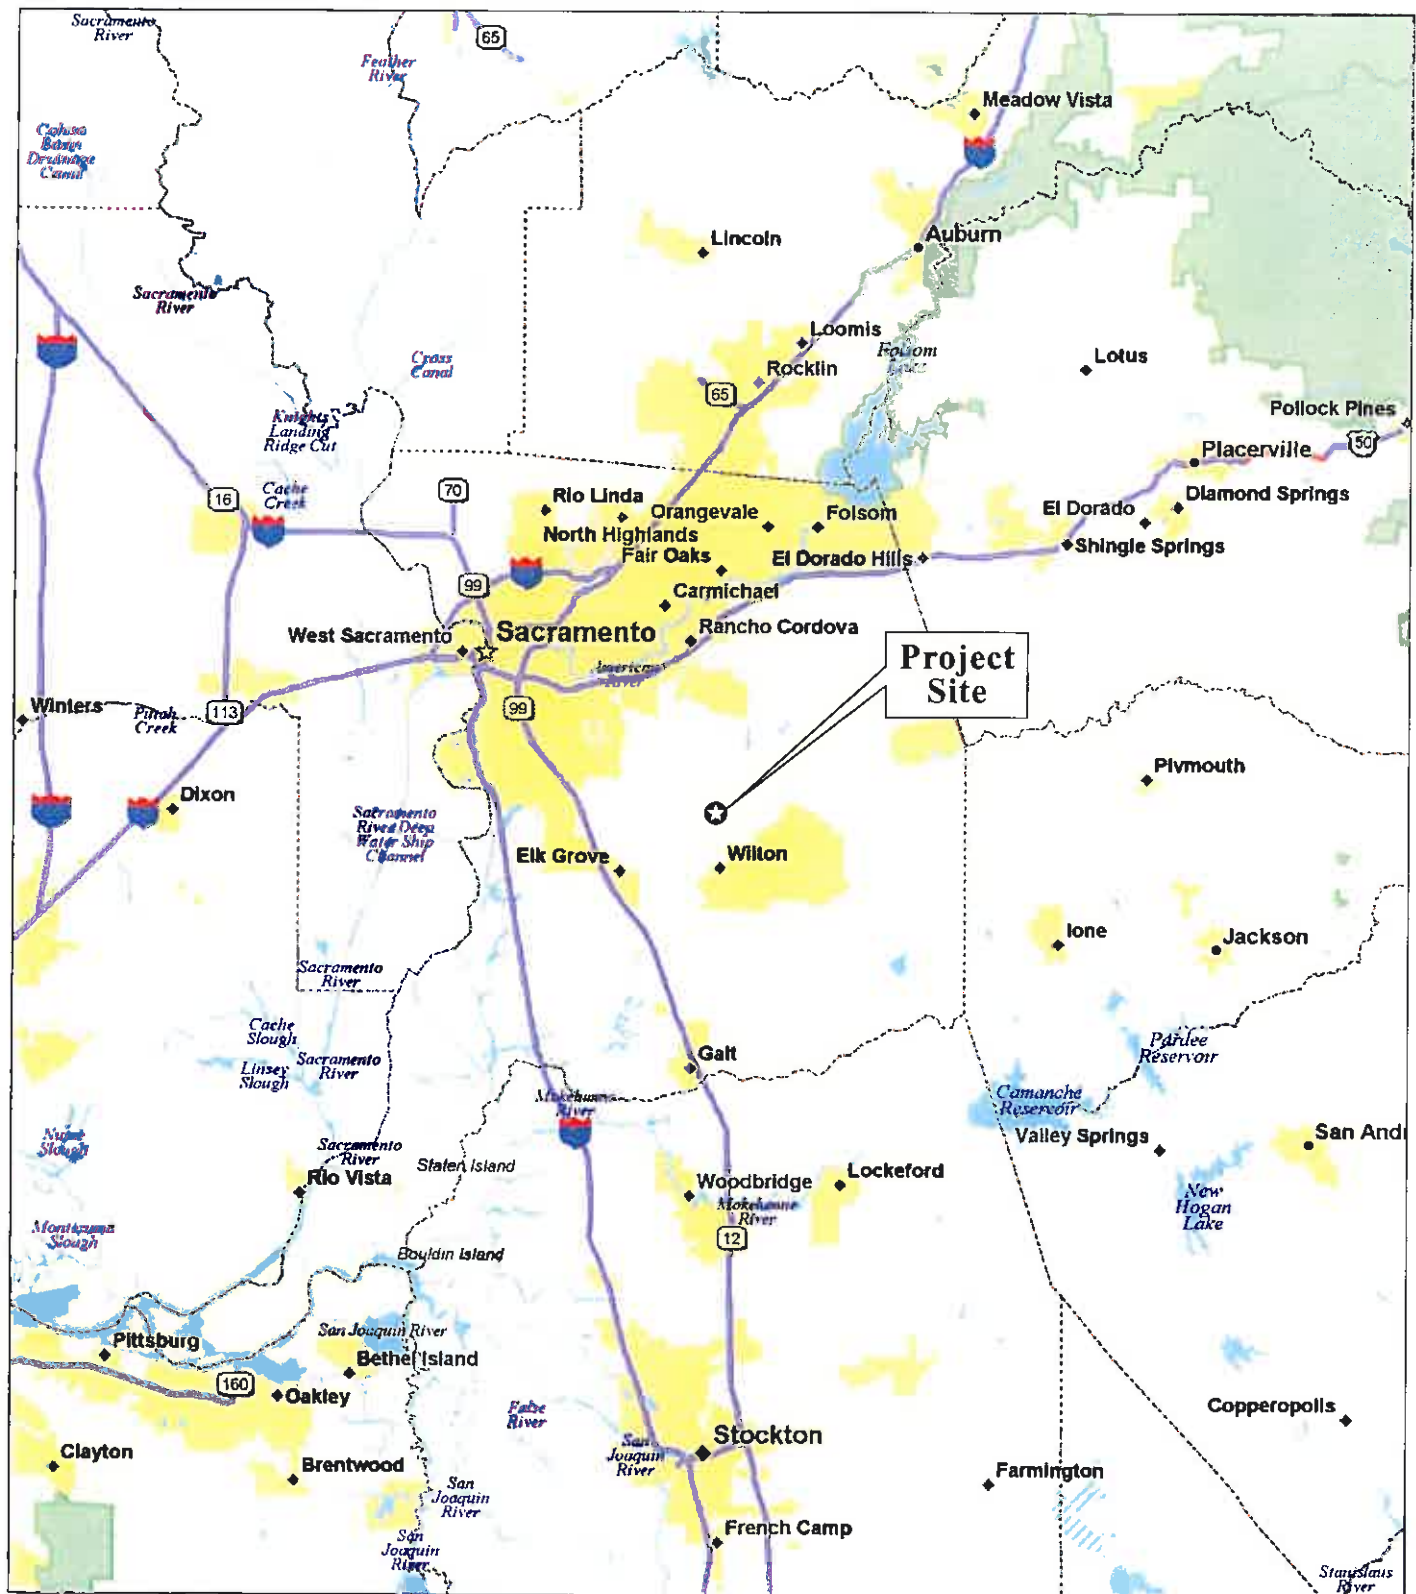 Sacramento
River
65
Feather
River
Meadow Vista
Colusa
Basin
Drainage
Canal
Lincoln
Auburn
Sacramento
River
Loomis
Cross
Canal
Folsom
Lake
Rocklin
Lotus
65
Knights
Landing
Ridge Cut
Pollock Pines
50
Placerville
16
Cache
Creek
70
Rio Linda
Orangevale
Folsom
El Dorado
Diamond Springs
North Highlands
Fair Oaks
El Dorado Hills
Shingle Springs
99
Carmichael
West Sacramento
Sacramento
Rancho Cordova
American
River
Project
Site
Winters
Putah
Creek
113
99
Plymouth
Dixon
Sacramento
River Deep
Water Ship
Channel
Elk Grove
Wilton
Ione
Jackson
Sacramento
River
Cache
Slough
Linsey
Slough
Sacramento
River
Galt
Pardee
Reservoir
Camanche
Reservoir
Mokelumne
River
Valley Springs
San And
Nurse
Slough
Sacramento
River
Staten Island
Rio Vista
Woodbridge
Lockeford
Mokelumne
River
New
Hogan
Lake
Montezuma
Slough
12
Bouldin Island
San Joaquin River
Pittsburg
Bethel Island
160
Oakley
False
River
Copperopolis
Stockton
San
Joaquin
River
Clayton
Brentwood
San
Joaquin
River
Farmington
French Camp
San
Joaquin
River
Stanislaus
River